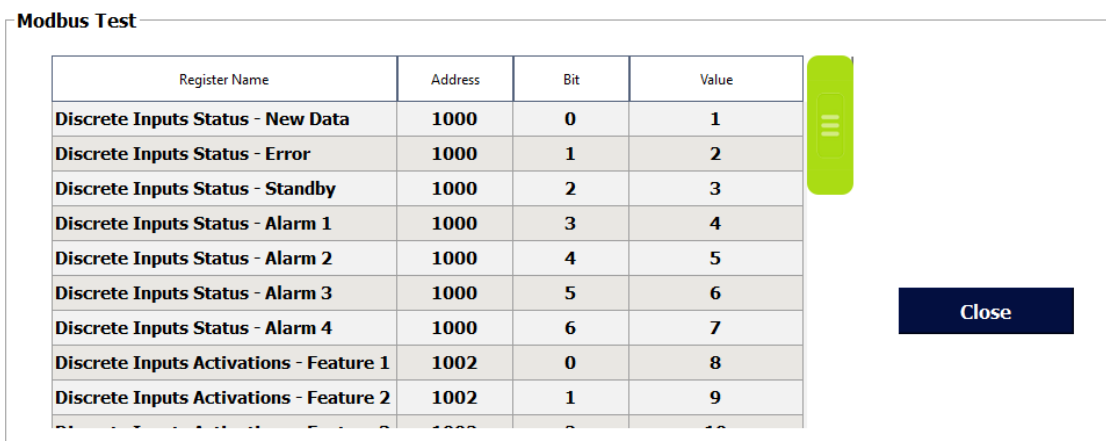 Modbus Test
Register Name Address Bit Value
Discrete Inputs Status - New Data 1000 0 1
Discrete Inputs Status - Error 1000 1 2
Discrete Inputs Status - Standby 1000 2 3
Discrete Inputs Status - Alarm 1 1000 3 4
Discrete Inputs Status - Alarm 2 1000 4 5
Discrete Inputs Status - Alarm 3 1000 5 6
Close
Discrete Inputs Status - Alarm 4 1000 6 7
Discrete Inputs Activations - Feature 1 1002 0 8
Discrete Inputs Activations - Feature 2 1002 1 9